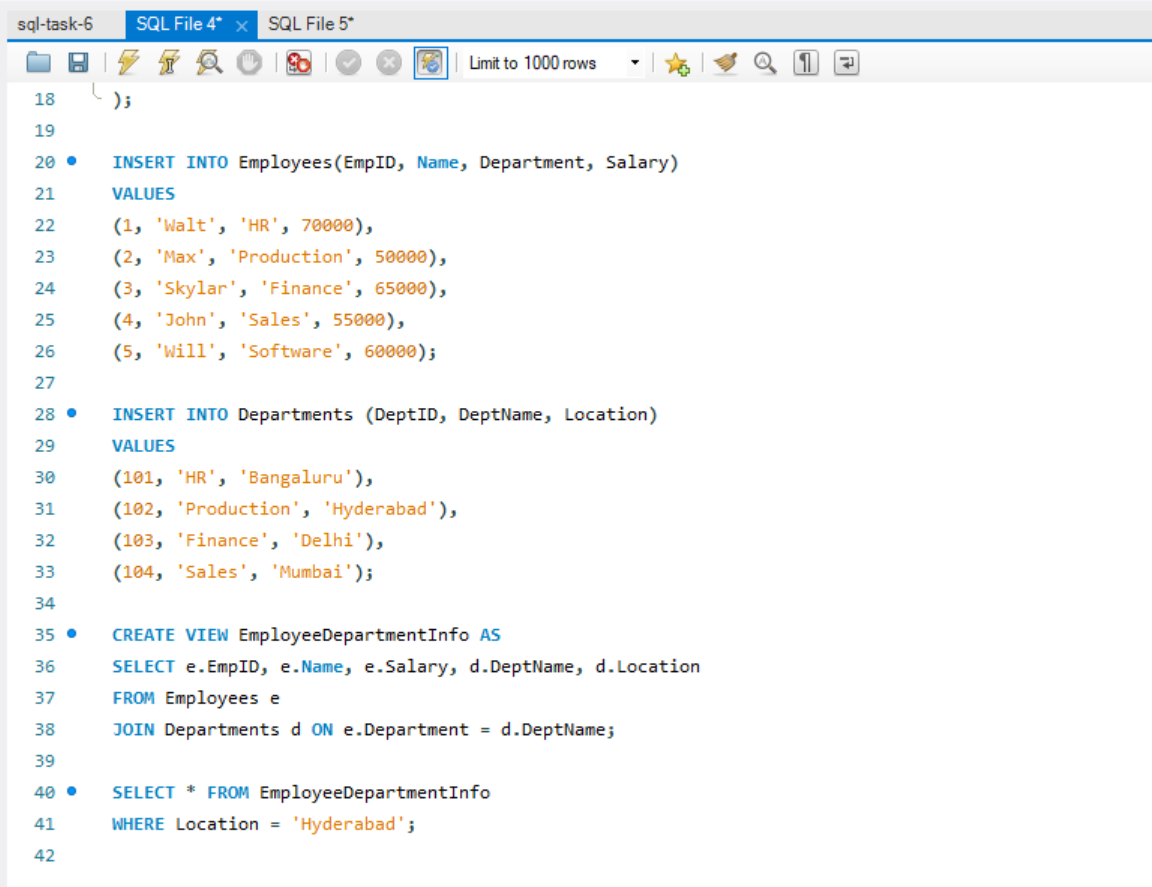 sql-task-6 SQL File 4* × SQL File 5*
Limit to 1000 rows
18 );
19
20 INSERT INTO Employees(EmpID, Name, Department, Salary)
21 VALUES
22 (1, 'Walt', 'HR', 70000),
23 (2, 'Max', 'Production', 50000),
24 (3, 'Skylar', 'Finance', 65000),
25 (4, 'John', 'Sales', 55000),
26 (5, 'Will', 'Software', 60000);
27
28 INSERT INTO Departments (DeptID, DeptName, Location)
29 VALUES
30 (101, 'HR', 'Bangaluru'),
31 (102, 'Production', 'Hyderabad'),
32 (103, 'Finance', 'Delhi'),
33 (104, 'Sales', 'Mumbai');
34
35 CREATE VIEW EmployeeDepartmentInfo AS
36 SELECT e.EmpID, e.Name, e.Salary, d.DeptName, d.Location
37 FROM Employees e
38 JOIN Departments d ON e.Department = d.DeptName;
39
40 SELECT * FROM EmployeeDepartmentInfo
41 WHERE Location = 'Hyderabad';
42